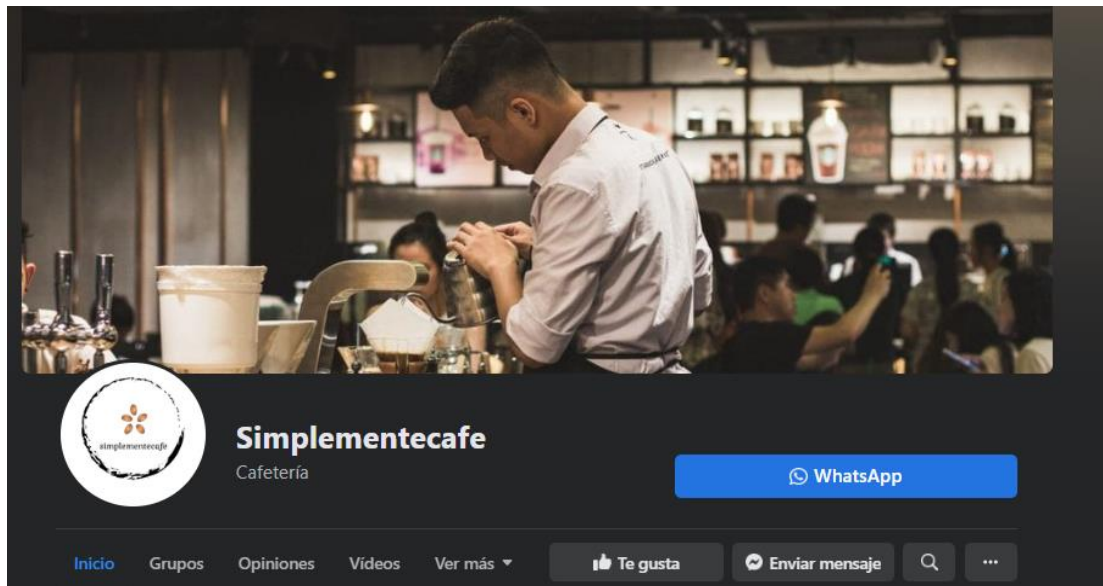 simplementecafe
Simplementecafe
Cafetería
WhatsApp
Inicio Grupos Opiniones Vídeos Ver más Te gusta Enviar mensaje